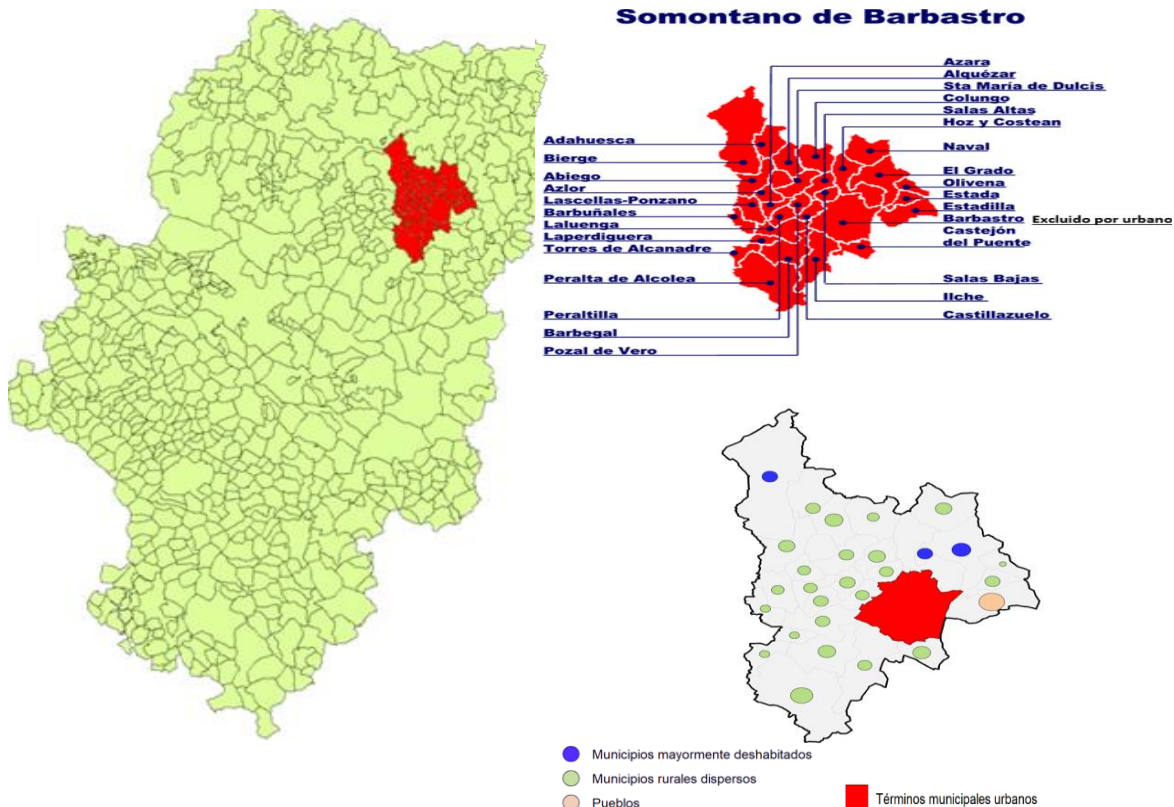 Somontano de Barbastro
Azara
Alquézar
Sta María de Dulcis
Colungo
Salas Altas
Hoz y Costean
Adahuesca
Bierge
Abiego
Azlor
Lascellas-Ponzano
Barbuñales
Laluenga
Laperdiguera
Torres de Alcanadre
Peralta de Alcolea
Peraltilla
Barbegal
Pozal de Vero
Naval
El Grado
Olivena
Estada
Estadilla
Barbastro Excluido por urbano
Castejón
del Puente
Salas Bajas
Ilche
Castillazuelo
Municipios mayormente deshabitados
Municipios rurales dispersos
Pueblos
Términos municipales urbanos